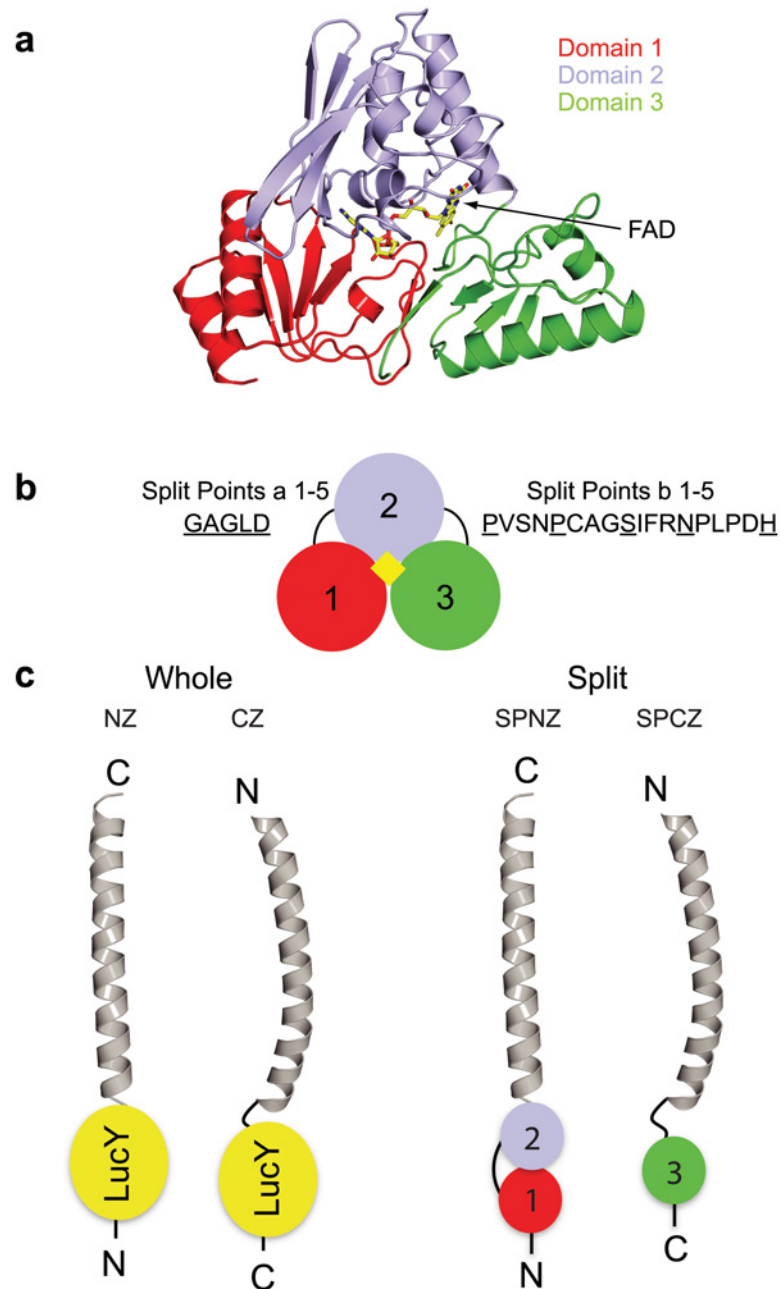 a
Domain 1
Domain 2
Domain 3
FAD
b
Split Points a 1-5
GAGLD
2
1
3
Split Points b 1-5
PVSNPCAGSIFRNPLPDH
c
Whole
Split
NZ
CZ
SPNZ
SPCZ
C
N
C
N
LucY
LucY
2
1
3
N
C
N
C